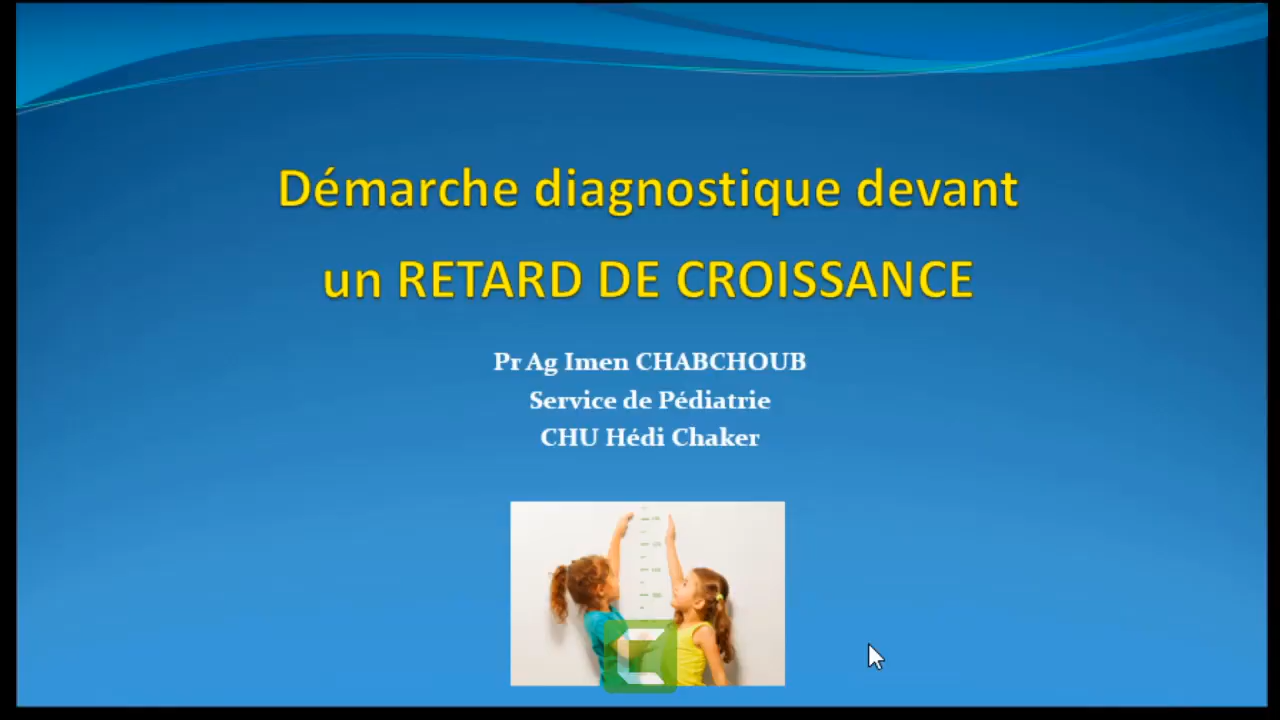 Démarche diagnostique devant
un RETARD DE CROISSANCE
Pr Ag Imen CHABCHOUB
Service de Pédiatrie
CHU Hédi Chaker